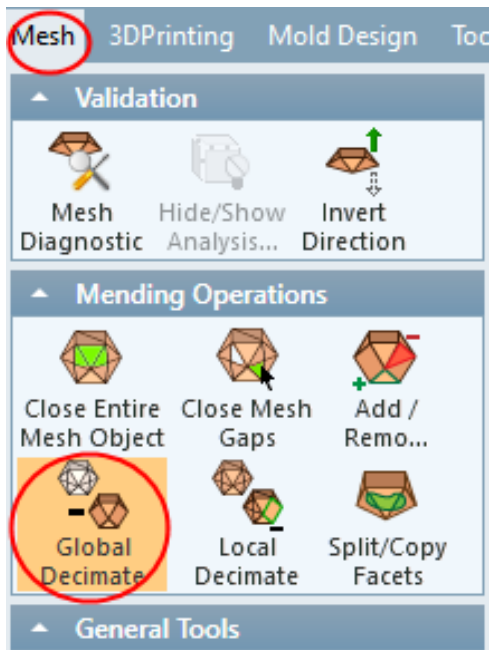 Mesh 3DPrinting Mold Design Too
Validation
Mesh Diagnostic
Hide/Show Analysis...
Invert Direction
Mending Operations
Close Entire Mesh Object
Close Mesh Gaps
Add / Remo...
Global Decimate
Local Decimate
Split/Copy Facets
General Tools